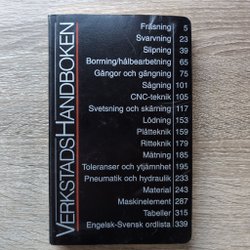 VERKSTADSHANDBOKEN
Fräsning 5
Svarvning 23
Slipning 39
Borrning/hålbearbetning 65
Gängor och gängning 75
Sågning 101
CNC-teknik 105
Svetsning och skärning 117
Lödning 153
Plåtteknik 159
Ritteknik 179
Mätning 185
Toleranser och ytjämnhet 195
Pneumatik och hydraulik 233
Material 243
Maskinelement 287
Tabeller 315
Engelsk-Svensk ordlista 339